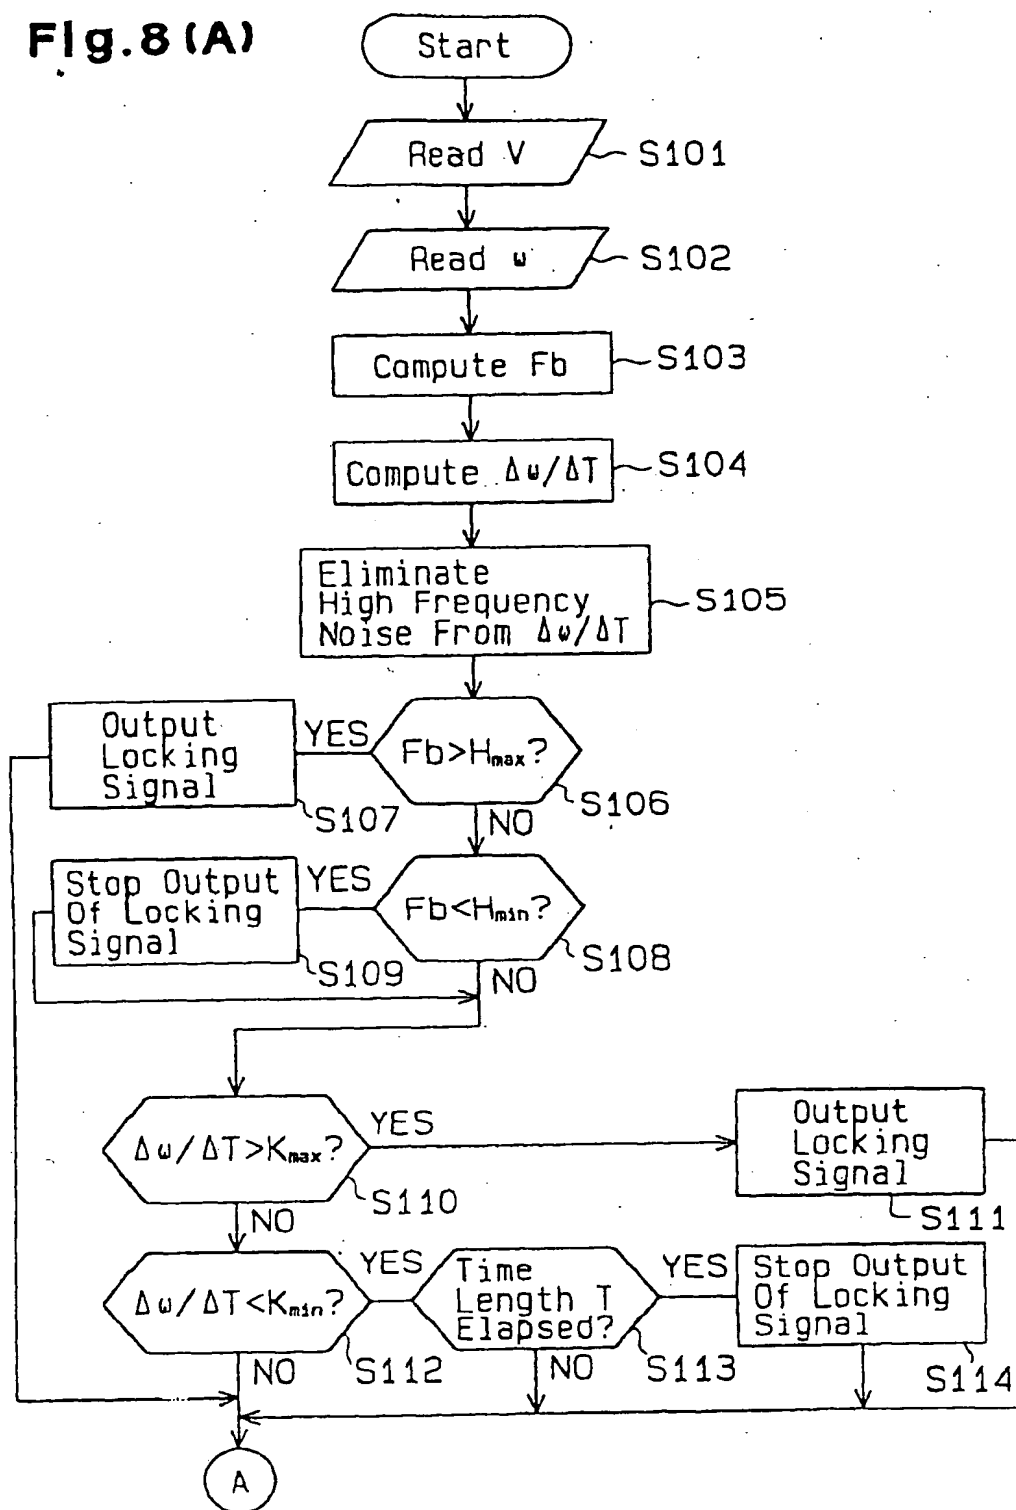 Fig.8(A)
Start
Read V
S101
Read ω
S102
Compute Fb
S103
Compute Δω/ΔT
S104
Eliminate
High Frequency
Noise From Δω/ΔT
S105
Output
Locking
Signal
S107
YES
Fb>Hmax?
S106
NO
Stop Output
Of Locking
Signal
S109
YES
Fb<Hmin?
S108
NO
Δω/ΔT>Kmax?
YES
S110
NO
Output
Locking
Signal
S111
Δω/ΔT<Kmin?
YES
S112
NO
Time
Length T
Elapsed?
YES
S113
NO
Stop Output
Of Locking
Signal
S114
A